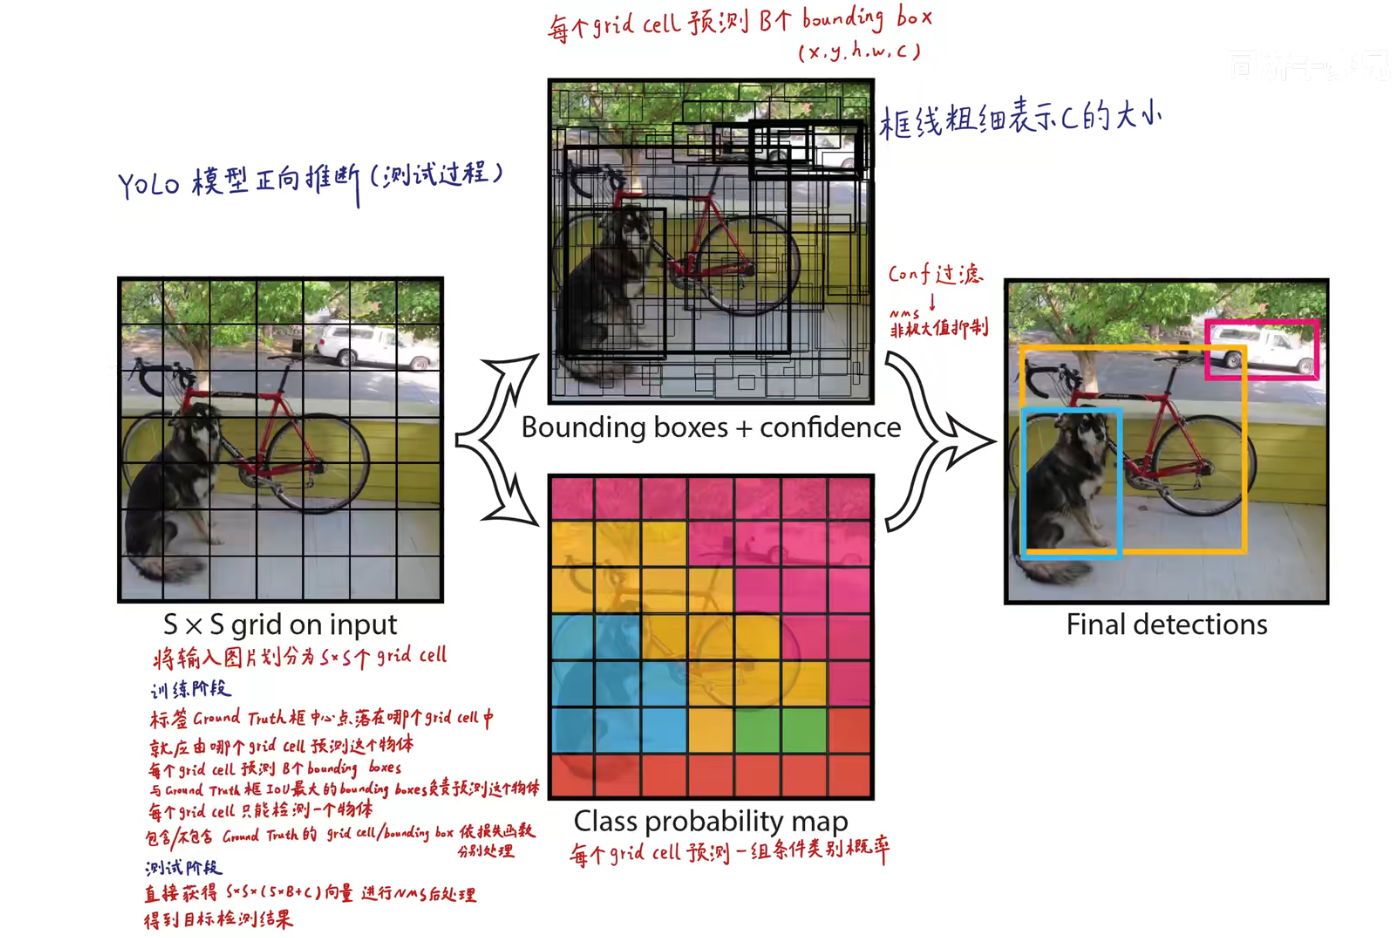 每个grid cell 预测 B个 bounding box
(x.y.h.w.c)
框线粗细表示C的大小
YOLO 模型正向推断(测试过程)
Conf过滤
↓
NMS
非极大值抑制
Bounding boxes + confidence
S × S grid on input
将输入图片划分为 S×S个 grid cell
训练阶段
标签 Ground Truth 框中心点落在哪个grid cell 中
就应由哪个grid cell 预测这个物体
每个grid cell 预测 B个 bounding boxes
与Ground Truth 框 IOU最大的bounding boxes负责预测这个物体
每个grid cell 只能检测一个物体
包含/不包含 Ground Truth 的 grid cell/bounding box 依损失函数
分别处理
测试阶段
直接获得 S×S×(5×B+C)向量 进行NMS后处理
得到目标检测结果
Class probability map
每个grid cell 预测一组条件类别概率
Final detections